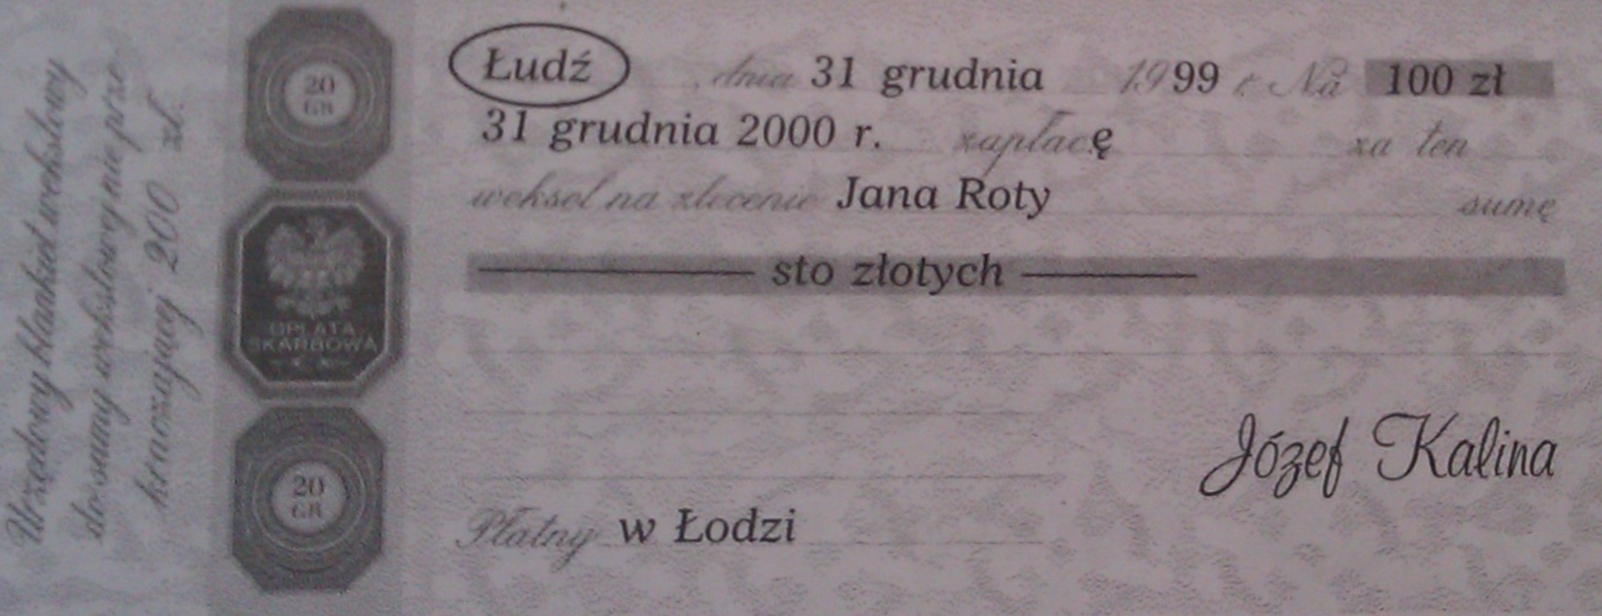 Urzędowy blankiet wekslowy
do sumy wekslowej nie prze
kraczającej 200 zł.
20
GR
OPŁATA
SKARBOWA
20
GR
Łudź dnia 31 grudnia 1999 r. Na 100 zł
31 grudnia 2000 r. zapłacę za ten
weksel na zlecenie Jana Roty sumę
sto złotych
Józef Kalina
Płatny w Łodzi